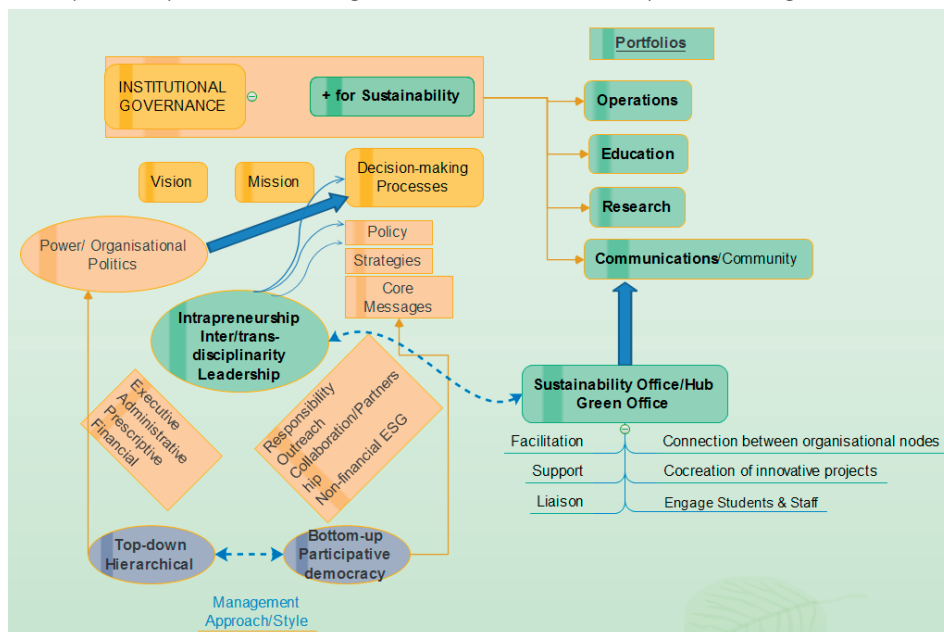 Portfolios
INSTITUTIONAL
GOVERNANCE
+ for Sustainability
Operations
Education
Research
Communications/Community
Vision
Mission
Decision-making
Processes
Power/ Organisational
Politics
Policy
Strategies
Core
Messages
Intrapreneurship
Inter/trans-
disciplinarity
Leadership
Sustainability Office/Hub
Green Office
Executive
Administrative
Prescriptive
Financial
Responsibility
Outreach
Collaboration/Partners
hip
Non-financial ESG
Facilitation
Connection between organisational nodes
Support
Cocreation of innovative projects
Liaison
Engage Students & Staff
Top-down
Hierarchical
Bottom-up
Participative
democracy
Management
Approach/Style